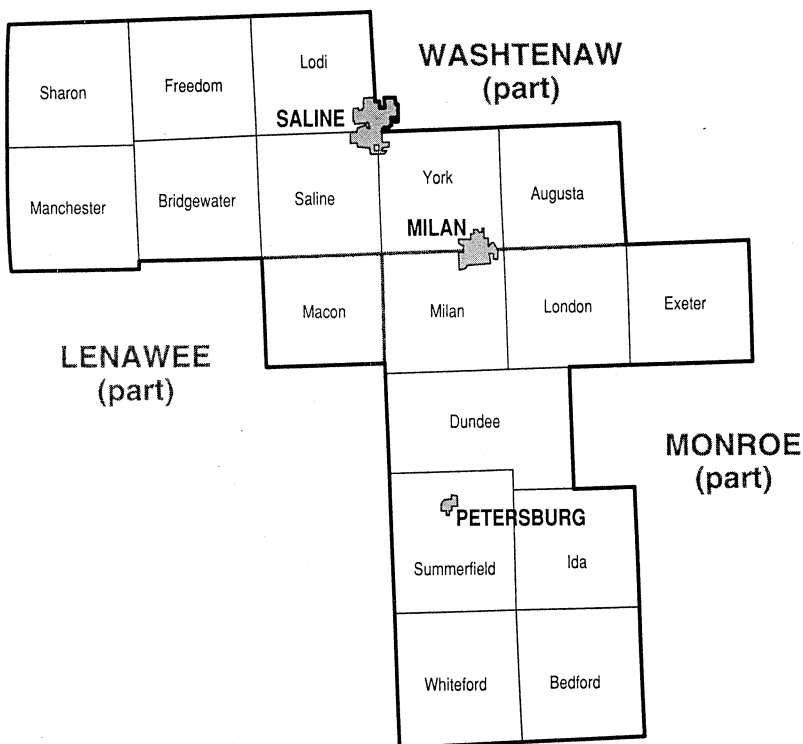 Lodi
WASHTENAW
(part)
Sharon
Freedom
SALINE
York
Manchester
Bridgewater
Saline
Augusta
MILAN
Macon
Milan
London
Exeter
LENAWEE
(part)
Dundee
MONROE
(part)
PETERSBURG
Summerfield
Ida
Whiteford
Bedford